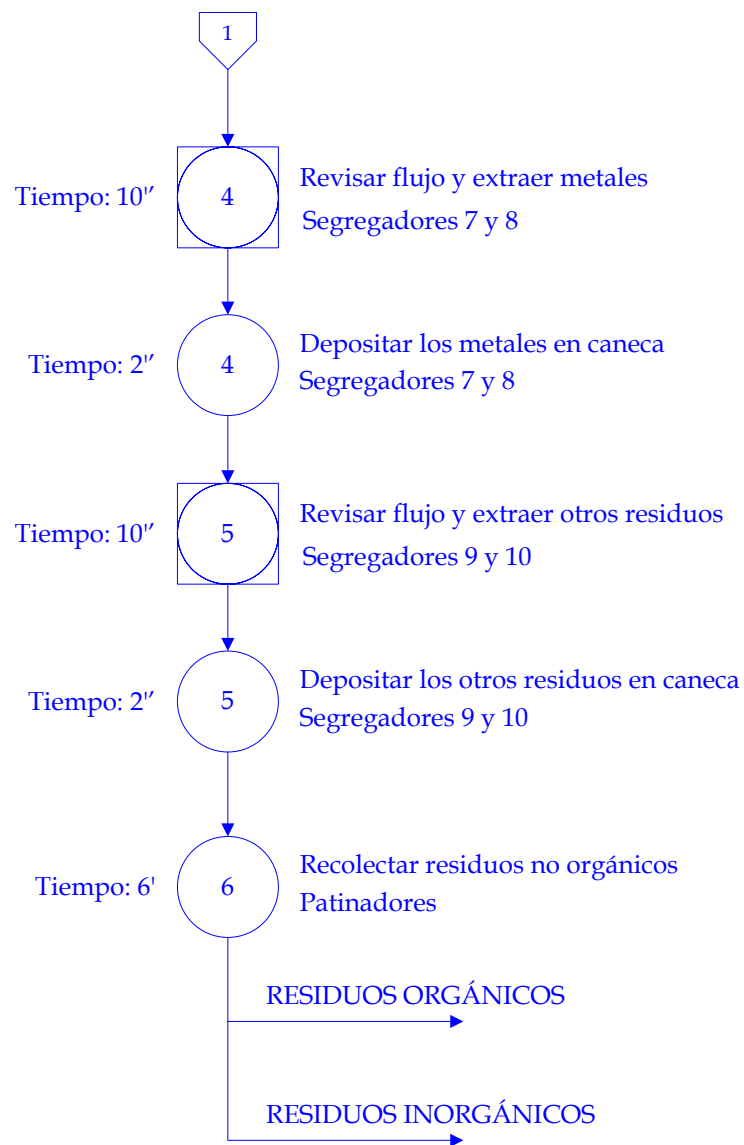 1
Tiempo: 10"
4
Revisar flujo y extraer metales
Segregadores 7 y 8
Tiempo: 2"
4
Depositar los metales en caneca
Segregadores 7 y 8
Tiempo: 10"
5
Revisar flujo y extraer otros residuos
Segregadores 9 y 10
Tiempo: 2"
5
Depositar los otros residuos en caneca
Segregadores 9 y 10
Tiempo: 6'
6
Recolectar residuos no orgánicos
Patinadores
RESIDUOS ORGÁNICOS
RESIDUOS INORGÁNICOS